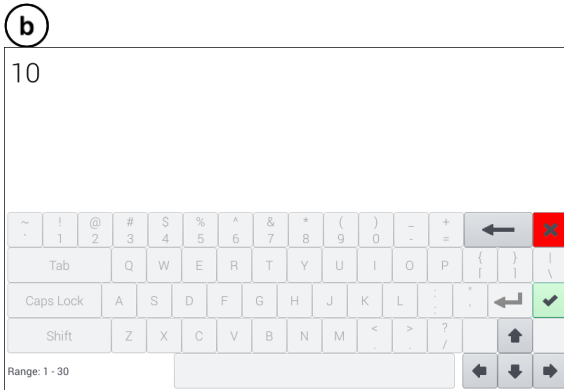 b
10
~ ! @ # $ % ^ & * ( ) _ +
` 1 2 3 4 5 6 7 8 9 0 - =
Tab Q W E R T Y U I O P { [ } ] | \
Caps Lock A S D F G H J K L : ; " '
Shift Z X C V B N M < , > . ? /
Range: 1 - 30